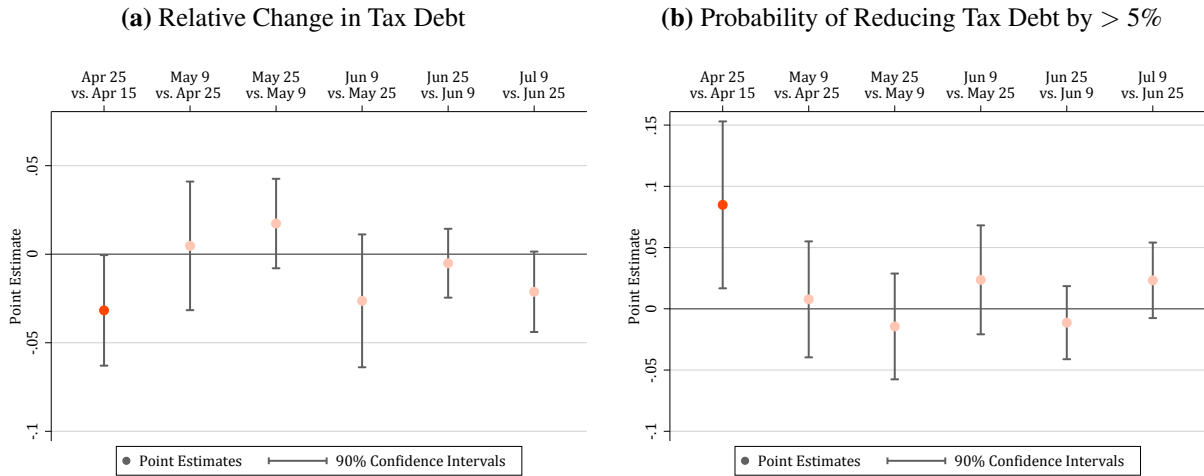 (a) Relative Change in Tax Debt
Apr 25 May 9 May 25 Jun 9 Jun 25 Jul 9
vs. Apr 15 vs. Apr 25 vs. May 9 vs. May 25 vs. Jun 9 vs. Jun 25
Point Estimate
.05
0
-.05
-.1
Point Estimates 90% Confidence Intervals
(b) Probability of Reducing Tax Debt by > 5%
Apr 25 May 9 May 25 Jun 9 Jun 25 Jul 9
vs. Apr 15 vs. Apr 25 vs. May 9 vs. May 25 vs. Jun 9 vs. Jun 25
Point Estimate
.15
.1
.05
0
-.05
-.1
Point Estimates 90% Confidence Intervals